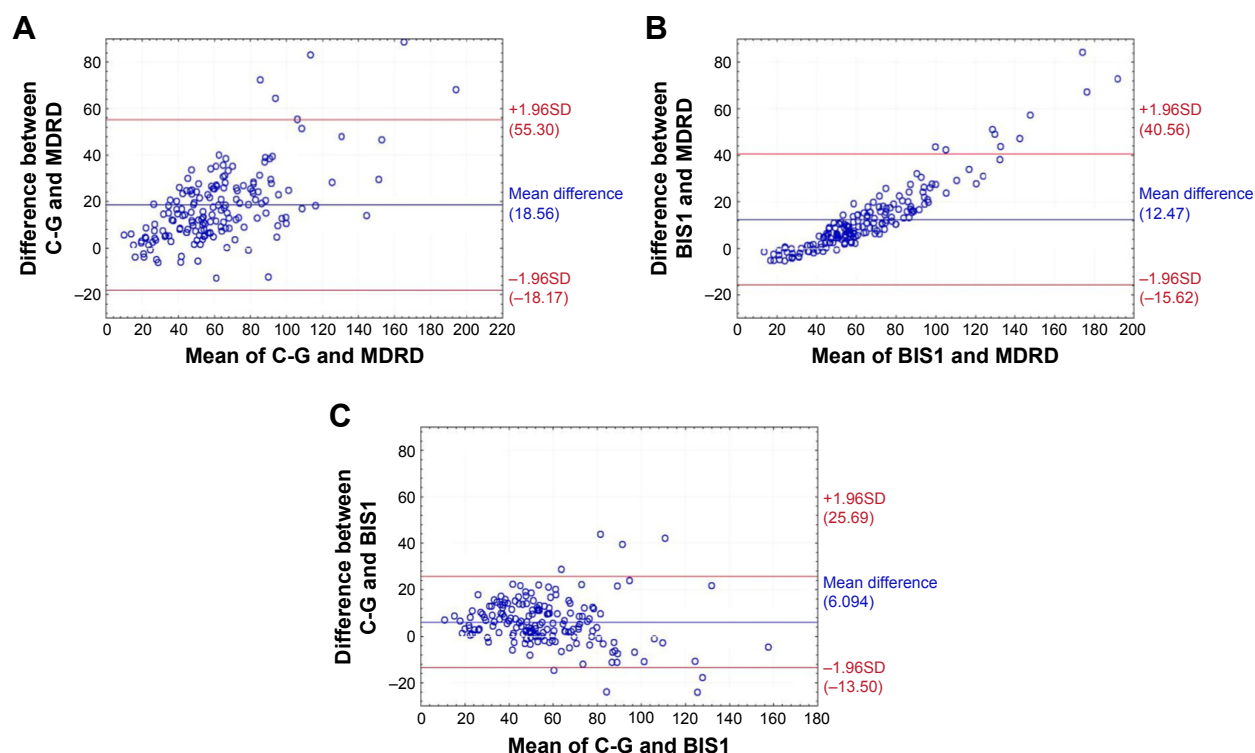 A
Difference between
C-G and MDRD
80
60
40
20
0
–20
0 20 40 60 80 100 120 140 160 180 200 220
Mean of C-G and MDRD
+1.96SD
(55.30)
Mean difference
(18.56)
–1.96SD
(–18.17)
B
Difference between
BIS1 and MDRD
80
60
40
20
0
–20
0 20 40 60 80 100 120 140 160 180 200
Mean of BIS1 and MDRD
+1.96SD
(40.56)
Mean difference
(12.47)
–1.96SD
(–15.62)
C
Difference between
C-G and BIS1
80
60
40
20
0
–20
0 20 40 60 80 100 120 140 160 180
Mean of C-G and BIS1
+1.96SD
(25.69)
Mean difference
(6.094)
–1.96SD
(–13.50)